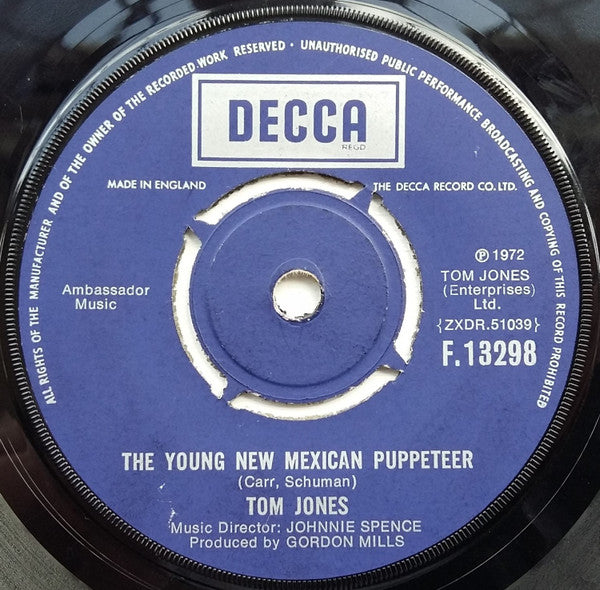 ALL RIGHTS OF THE MANUFACTURER AND OF THE OWNER OF THE RECORDED WORK RESERVED · UNAUTHORISED PUBLIC PERFORMANCE BROADCASTING AND COPYING OF THIS RECORD PROHIBITED
DECCA
REGD
MADE IN ENGLAND
THE DECCA RECORD CO. LTD.
Ambassador
Music
℗ 1972
TOM JONES
(Enterprises)
Ltd.
{ZXDR.51039}
F.13298
THE YOUNG NEW MEXICAN PUPPETEER
(Carr, Schuman)
TOM JONES
Music Director: JOHNNIE SPENCE
Produced by GORDON MILLS